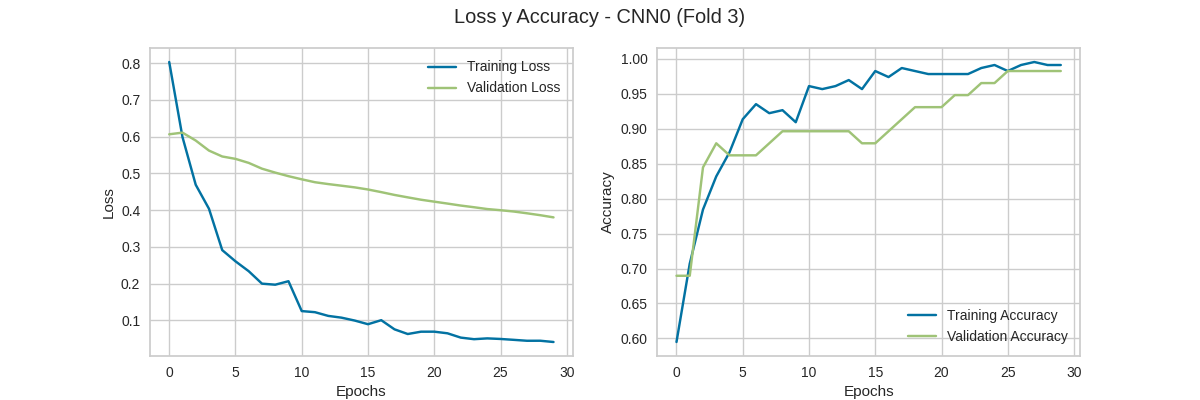 Loss y Accuracy - CNN0 (Fold 3)
0.8
0.7
0.6
0.5
0.4
0.3
0.2
0.1
Loss
0 5 10 15 20 25 30
Epochs
Training Loss
Validation Loss
1.00
0.95
0.90
0.85
0.80
0.75
0.70
0.65
0.60
Accuracy
0 5 10 15 20 25 30
Epochs
Training Accuracy
Validation Accuracy